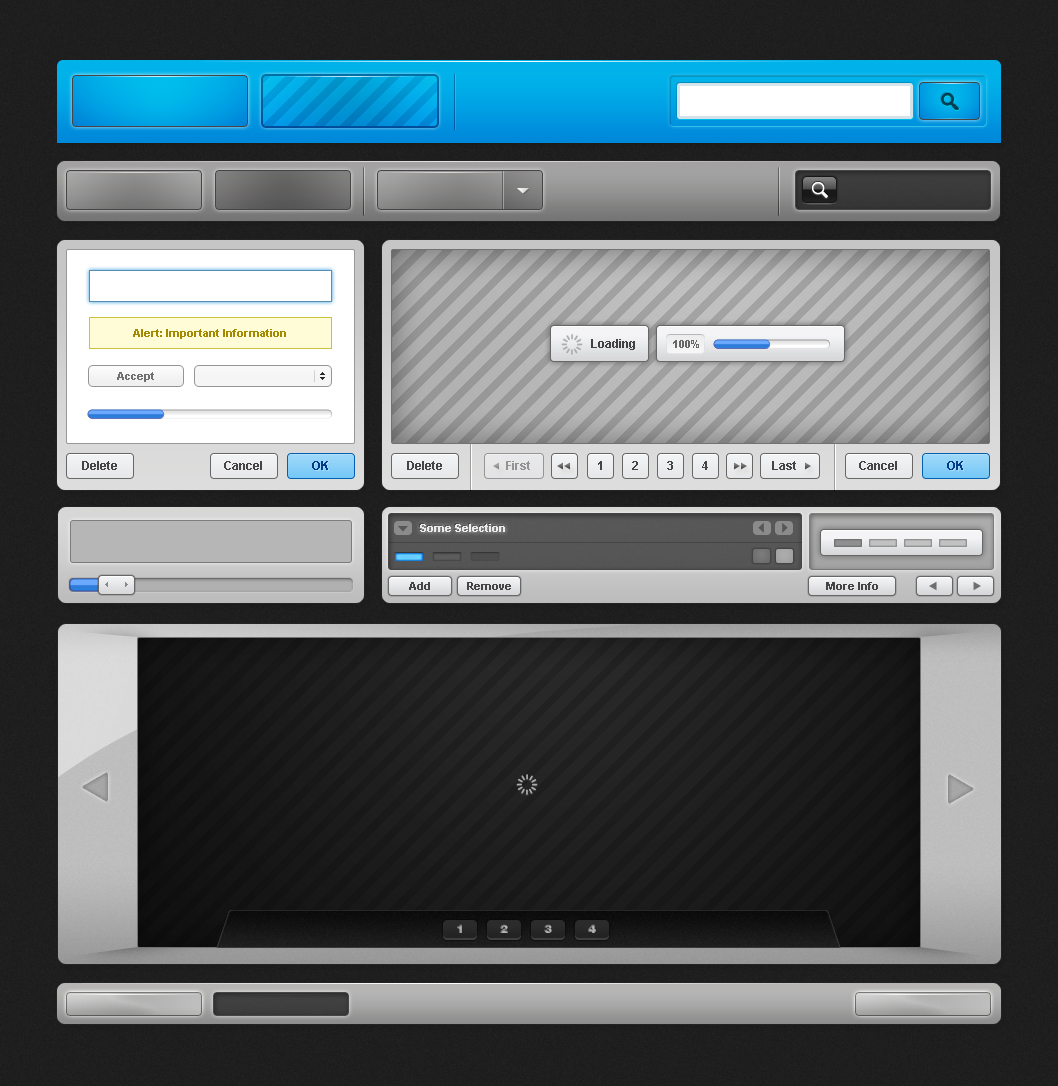 Loading
100%
Alert: Important Information
Accept
Delete
Cancel
OK
Delete
First
1
2
3
4
Last
Cancel
OK
Some Selection
Add
Remove
More Info
1
2
3
4